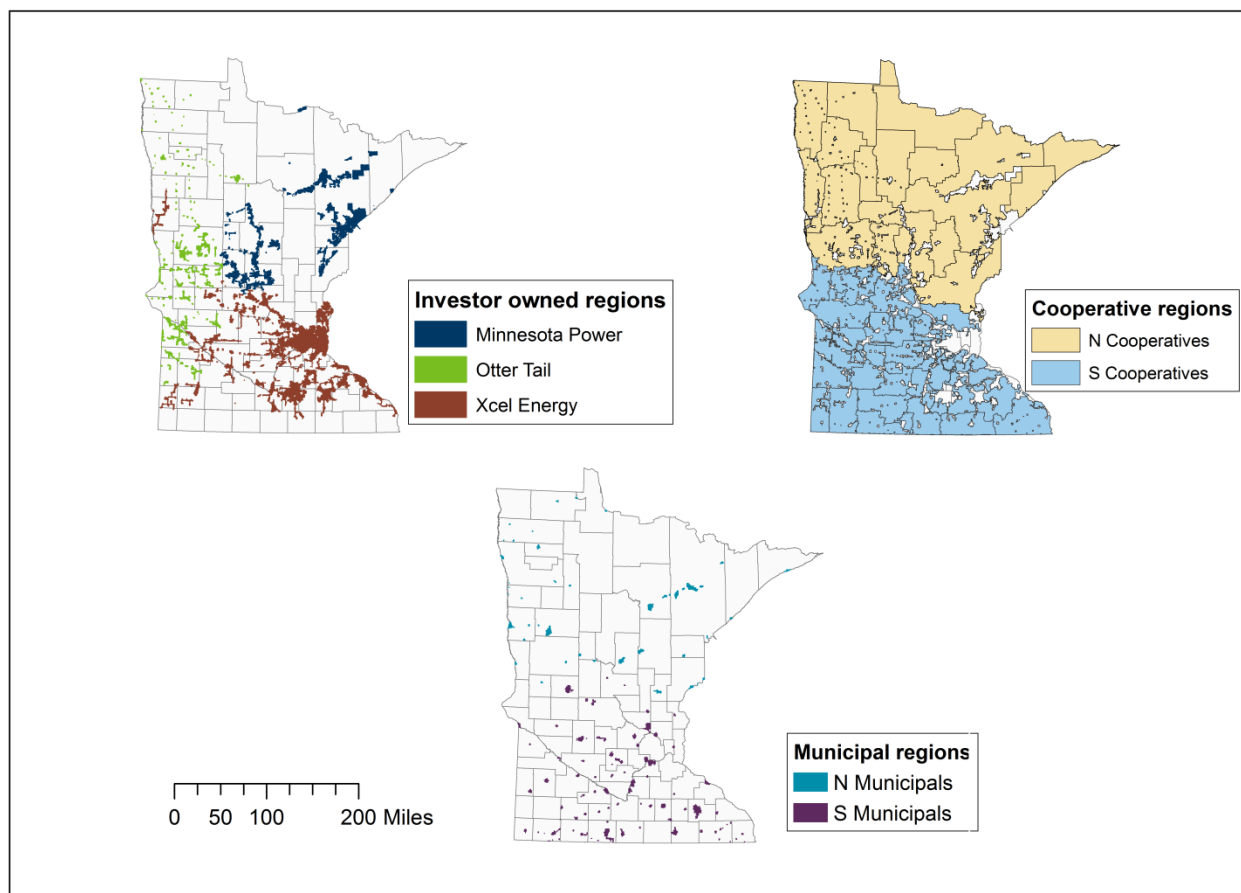 Investor owned regions
Minnesota Power
Otter Tail
Xcel Energy
Cooperative regions
N Cooperatives
S Cooperatives
Municipal regions
N Municipals
S Municipals
0 50 100 200 Miles